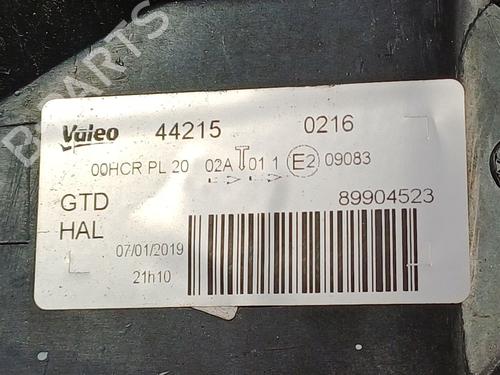 Valeo 44215 0216
00HCR PL 20 02A T 01 1 E2 09083
GTD 89904523
HAL
07/01/2019
21h10